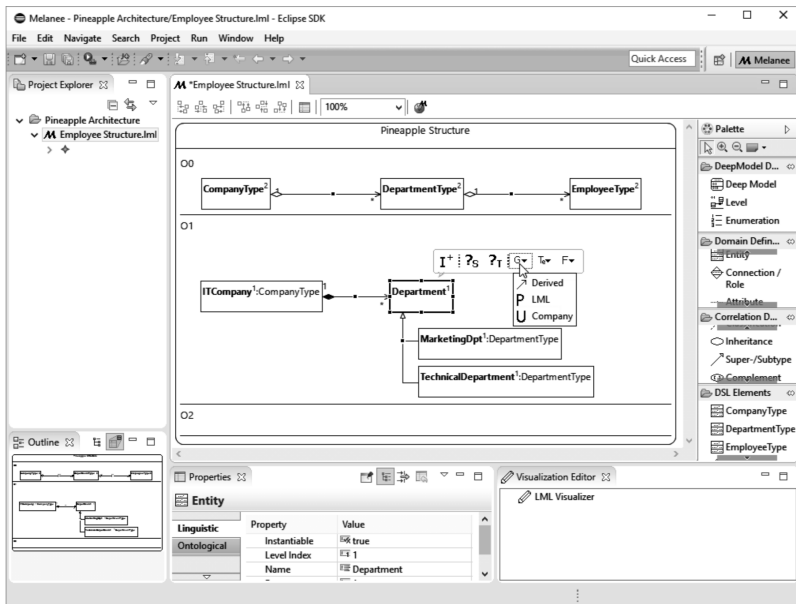 Melanee - Pineapple Architecture/Employee Structure.lml - Eclipse SDK
File Edit Navigate Search Project Run Window Help
Quick Access
Melanee
Project Explorer
Pineapple Architecture
Employee Structure.lml
*Employee Structure.lml
100%
Pineapple Structure
O0
CompanyType2
1
*
DepartmentType2
1
*
EmployeeType2
O1
I+ ?S ?T G T F
Derived
P LML
U Company
ITCompany1:CompanyType
1
*
Department1
MarketingDpt1:DepartmentType
TechnicalDepartment1:DepartmentType
O2
Palette
DeepModel D...
Deep Model
Level
Enumeration
Domain Defin...
Entity
Connection /
Role
Attribute
Correlation D...
Inheritance
Super-/Subtype
Complement
DSL Elements
CompanyType
DepartmentType
EmployeeType
Outline
Properties
Entity
Linguistic
Ontological
Property Value
Instantiable true
Level Index 1
Name Department
Visualization Editor
LML Visualizer